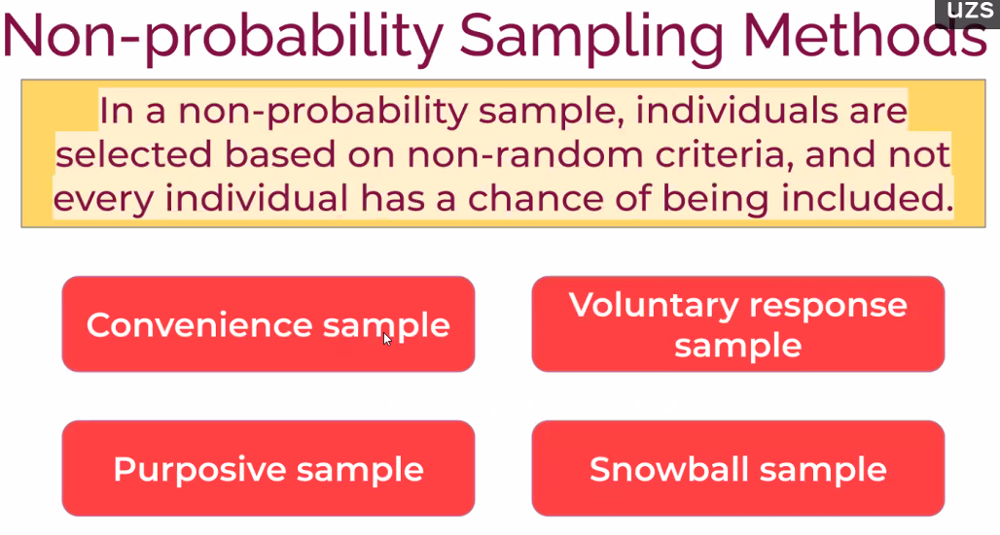 uzs
Non-probability Sampling Methods
In a non-probability sample, individuals are
selected based on non-random criteria, and not
every individual has a chance of being included.
Convenience sample
Voluntary response
sample
Purposive sample
Snowball sample